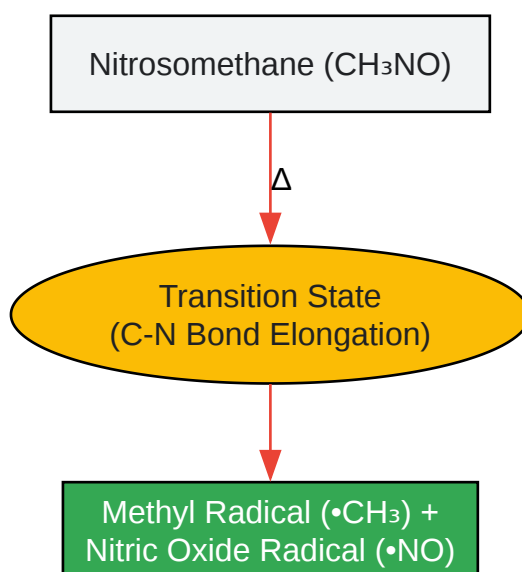 Nitrosomethane (CH₃NO)
Δ
Transition State
(C-N Bond Elongation)
Methyl Radical (•CH₃) +
Nitric Oxide Radical (•NO)